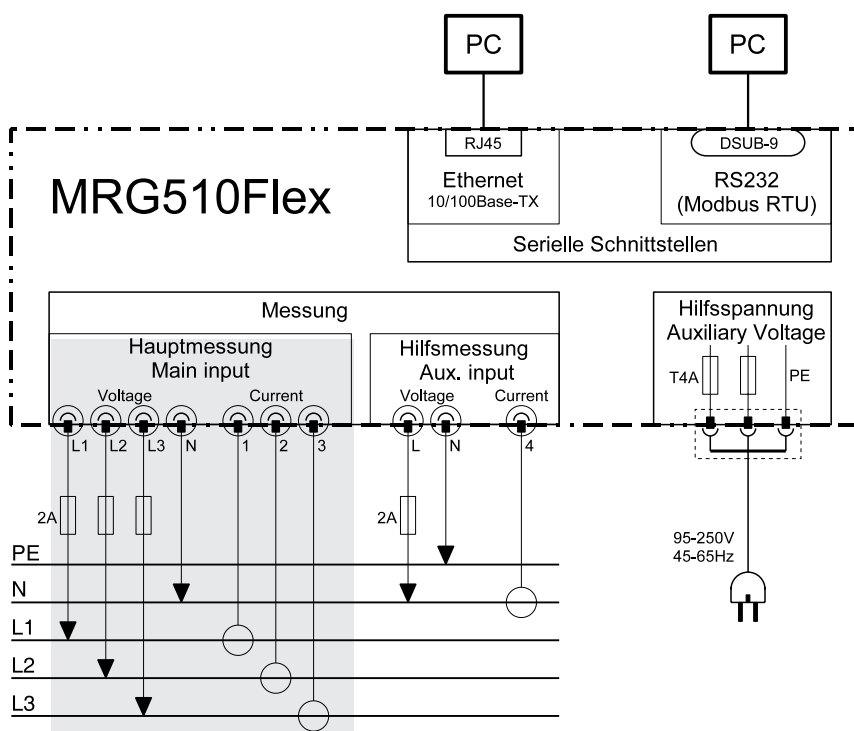 PC
PC
RJ45
DSUB-9
Ethernet
10/100Base-TX
RS232
(Modbus RTU)
MRG510Flex
Serielle Schnittstellen
Messung
Hauptmessung
Main input
Hilfsmessung
Aux. input
Hilfsspannung
Auxiliary Voltage
T4A
PE
Voltage
Current
Voltage
Current
L1
L2
L3
N
1
2
3
L
N
4
2A
2A
95-250V
45-65Hz
PE
N
L1
L2
L3